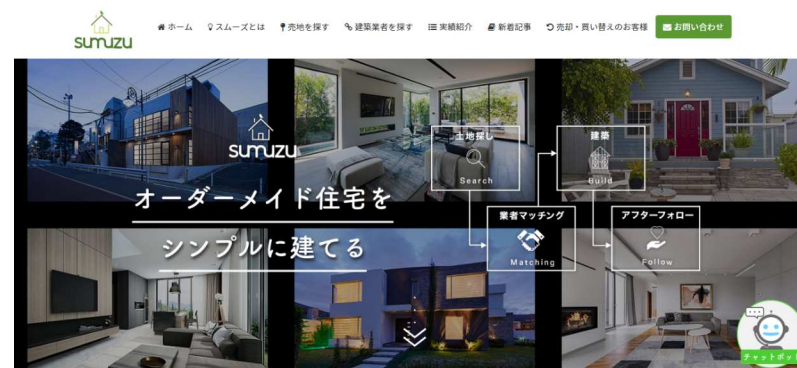 sumuzu
ホーム
スムーズとは
売地を探す
建築業者を探す
実績紹介
新着記事
売却・買い替えのお客様
お問い合わせ
sumuzu
オーダーメイド住宅を
シンプルに建てる
土地探し
Search
建築
Build
業者マッチング
Matching
アフターフォロー
Follow
チャットボット